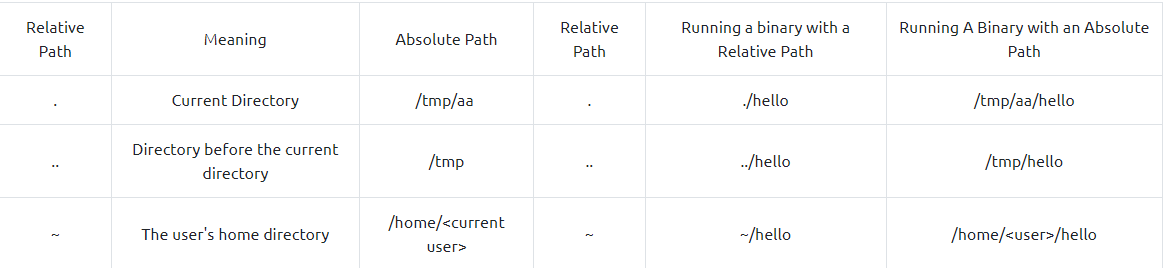 Relative Path
Meaning
Absolute Path
Relative Path
Running a binary with a Relative Path
Running A Binary with an Absolute Path
.
Current Directory
/tmp/aa
.
./hello
/tmp/aa/hello
..
Directory before the current directory
/tmp
..
../hello
/tmp/hello
~
The user's home directory
/home/<current user>
~
~/hello
/home/<user>/hello